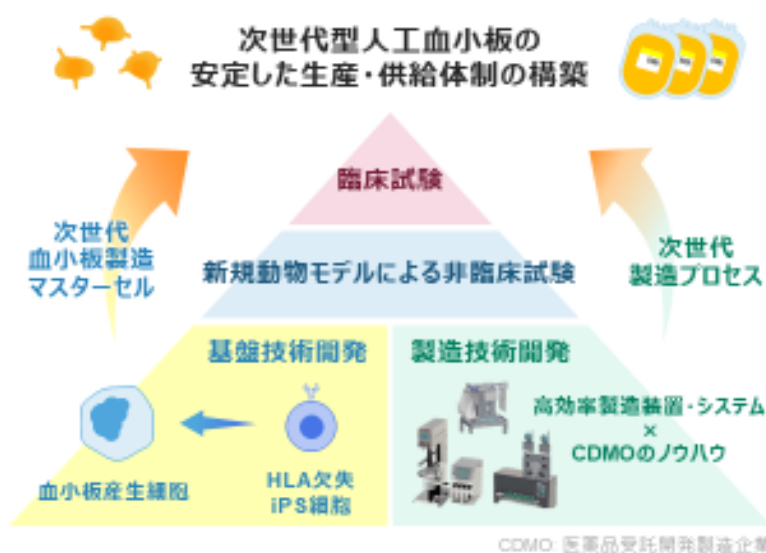 次世代型人工血小板の
安定した生産・供給体制の構築
臨床試験
次世代
血小板製造
マスターセル
新規動物モデルによる非臨床試験
次世代
製造プロセス
基盤技術開発
製造技術開発
高効率製造装置・システム
×
CDMOのノウハウ
血小板産生細胞
HLA欠失
iPS細胞
CDMO: 医薬品受託開発製造企業